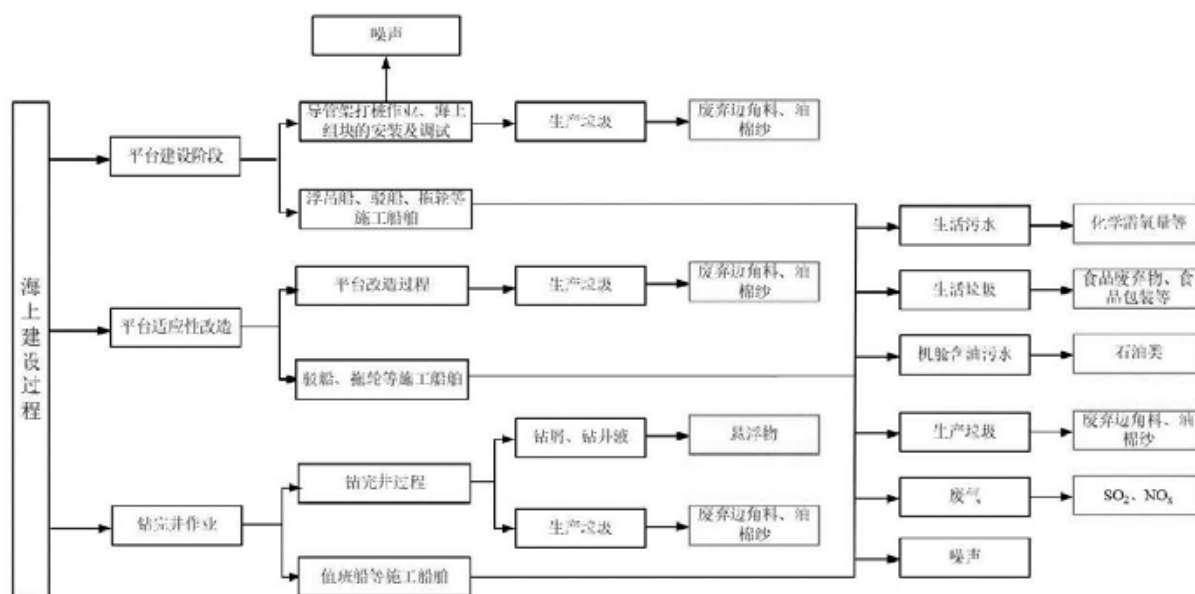 噪声
导管架打桩作业、海上
组块的安装及调试
生产垃圾
废弃边角料、油
棉纱
平台建设阶段
浮吊船、驳船、拖轮等
施工船舶
生活污水
化学需氧量等
海上建设过程
平台改造过程
生产垃圾
废弃边角料、油
棉纱
生活垃圾
食品废弃物、食
品包装等
平台适应性改造
机舱含油污水
石油类
驳船、拖轮等施工船舶
钻屑、钻井液
悬浮物
生产垃圾
废弃边角料、油
棉纱
钻完井过程
废气
SO₂、NOₓ
钻完井作业
生产垃圾
废弃边角料、油
棉纱
噪声
值班船等施工船舶